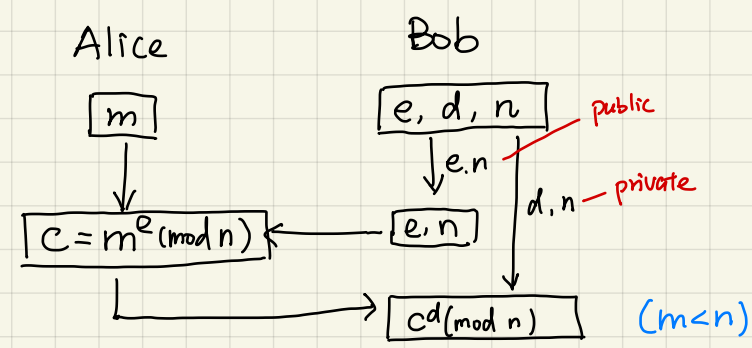 Alice
Bob
m
e, d, n
public
e.n
d, n
private
C = m^e (mod n)
e, n
c^d (mod n)
(m<n)